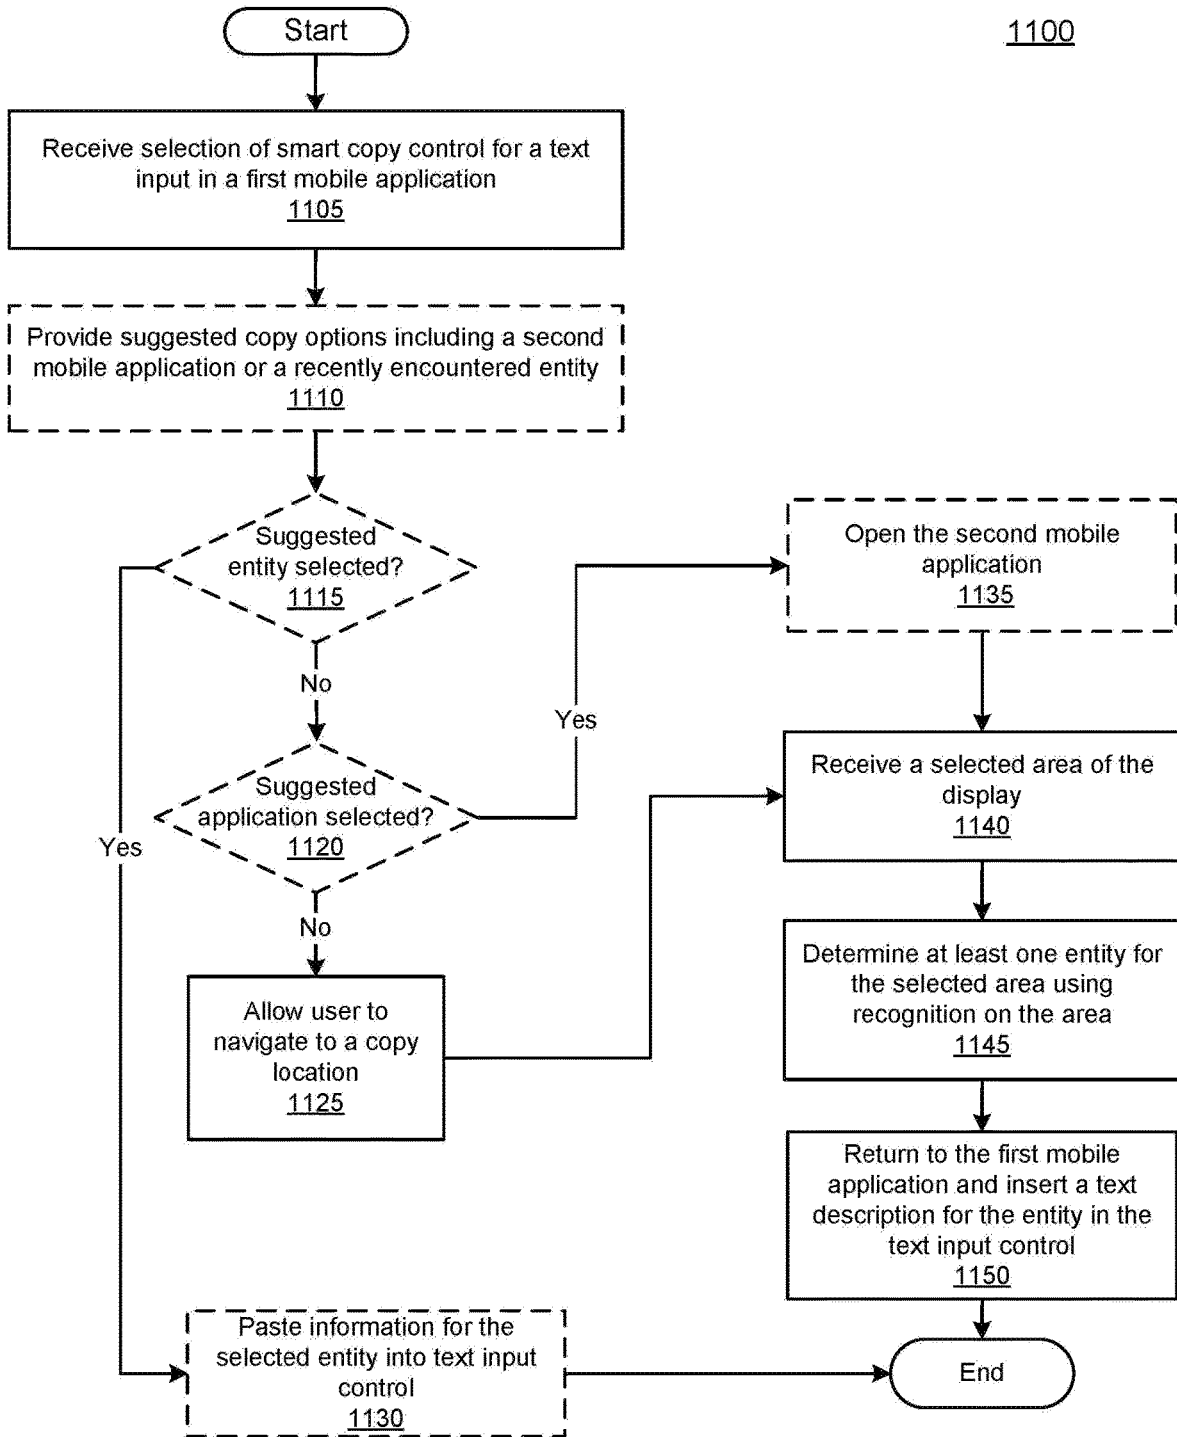 Start
1100
Receive selection of smart copy control for a text
input in a first mobile application
1105
Provide suggested copy options including a second
mobile application or a recently encountered entity
1110
Suggested
entity selected?
1115
No
Yes
Suggested
application selected?
1120
Yes
No
Allow user to
navigate to a copy
location
1125
Open the second mobile
application
1135
Receive a selected area of the
display
1140
Determine at least one entity for
the selected area using
recognition on the area
1145
Return to the first mobile
application and insert a text
description for the entity in the
text input control
1150
Paste information for the
selected entity into text input
control
1130
End